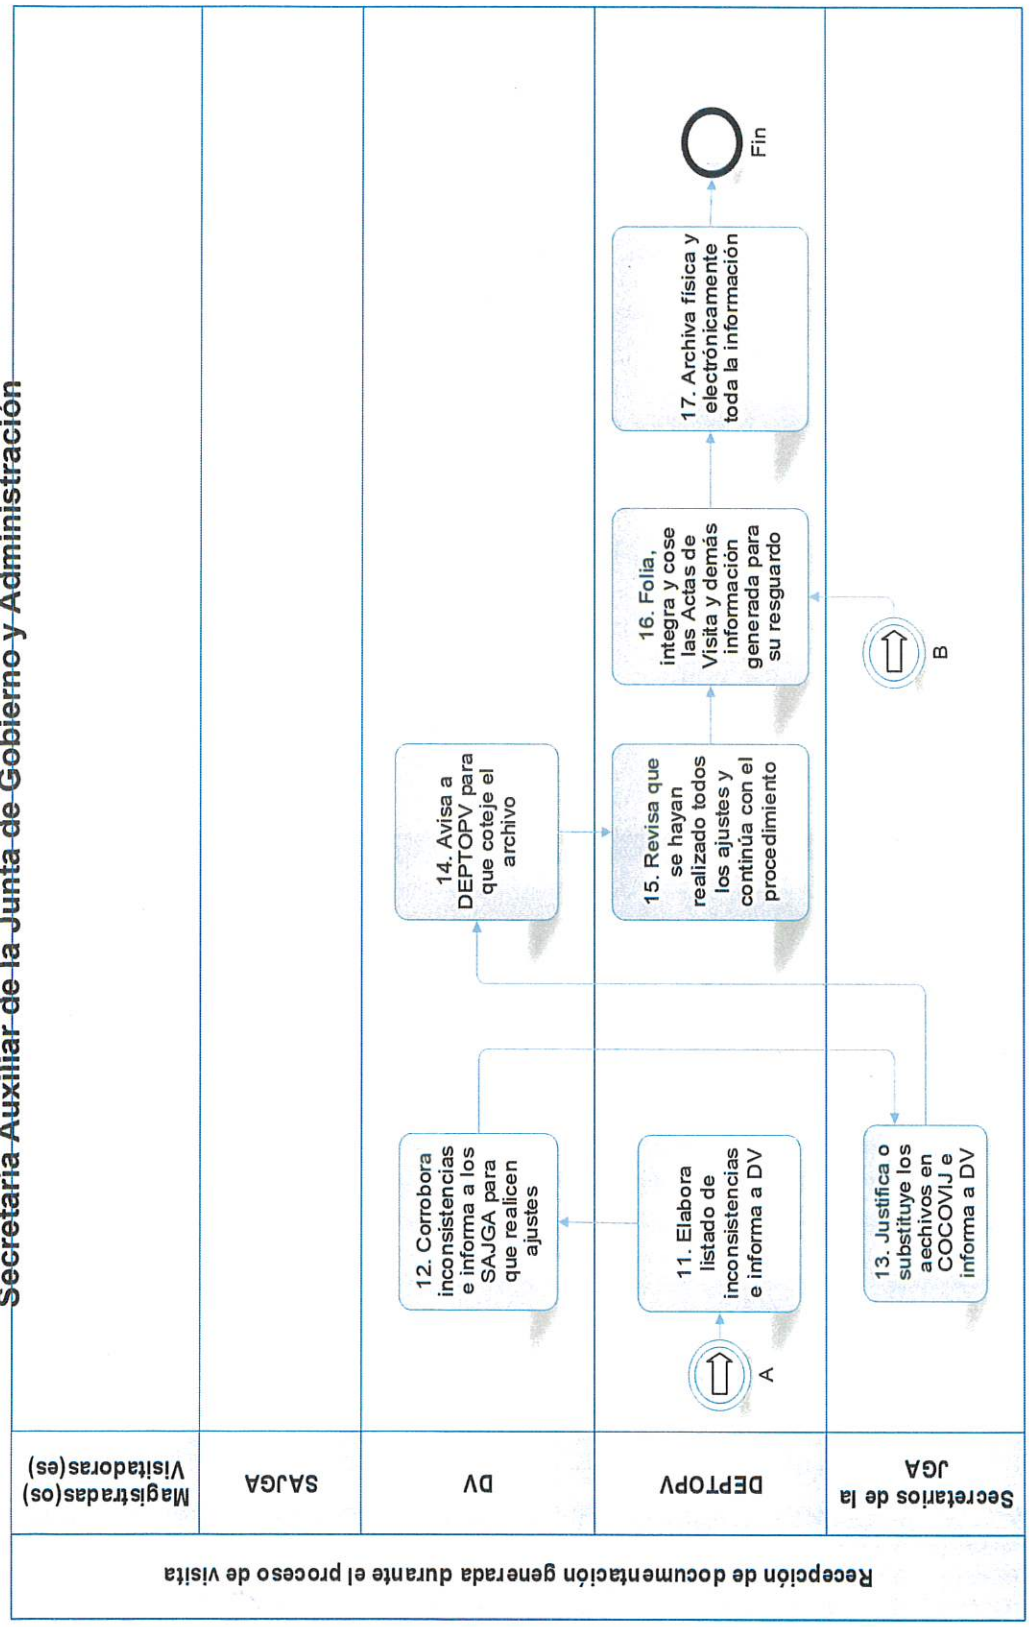 Secretaría Auxiliar de la Junta de Gobierno y Administración
Recepción de documentación generada durante el proceso de visita
Magistradas(os)
Visitadoras(es)
SAJGA
DV
12. Corrobora
inconsistencias
e informa a los
SAJGA para
que realicen
ajustes
14. Avisa a
DEPTOPV para
que coteje el
archivo
DEPTOPV
A
11. Elabora
listado de
inconsistencias
e informa a DV
15. Revisa que
se hayan
realizado todos
los ajustes y
continúa con el
procedimiento
16. Folia,
integra y cose
las Actas de
Visita y demás
información
generada para
su resguardo
17. Archiva física y
electrónicamente
toda la información
Fin
Secretarios de la
JGA
13. Justifica o
substituye los
aechivos en
COCOVIJ e
informa a DV
B